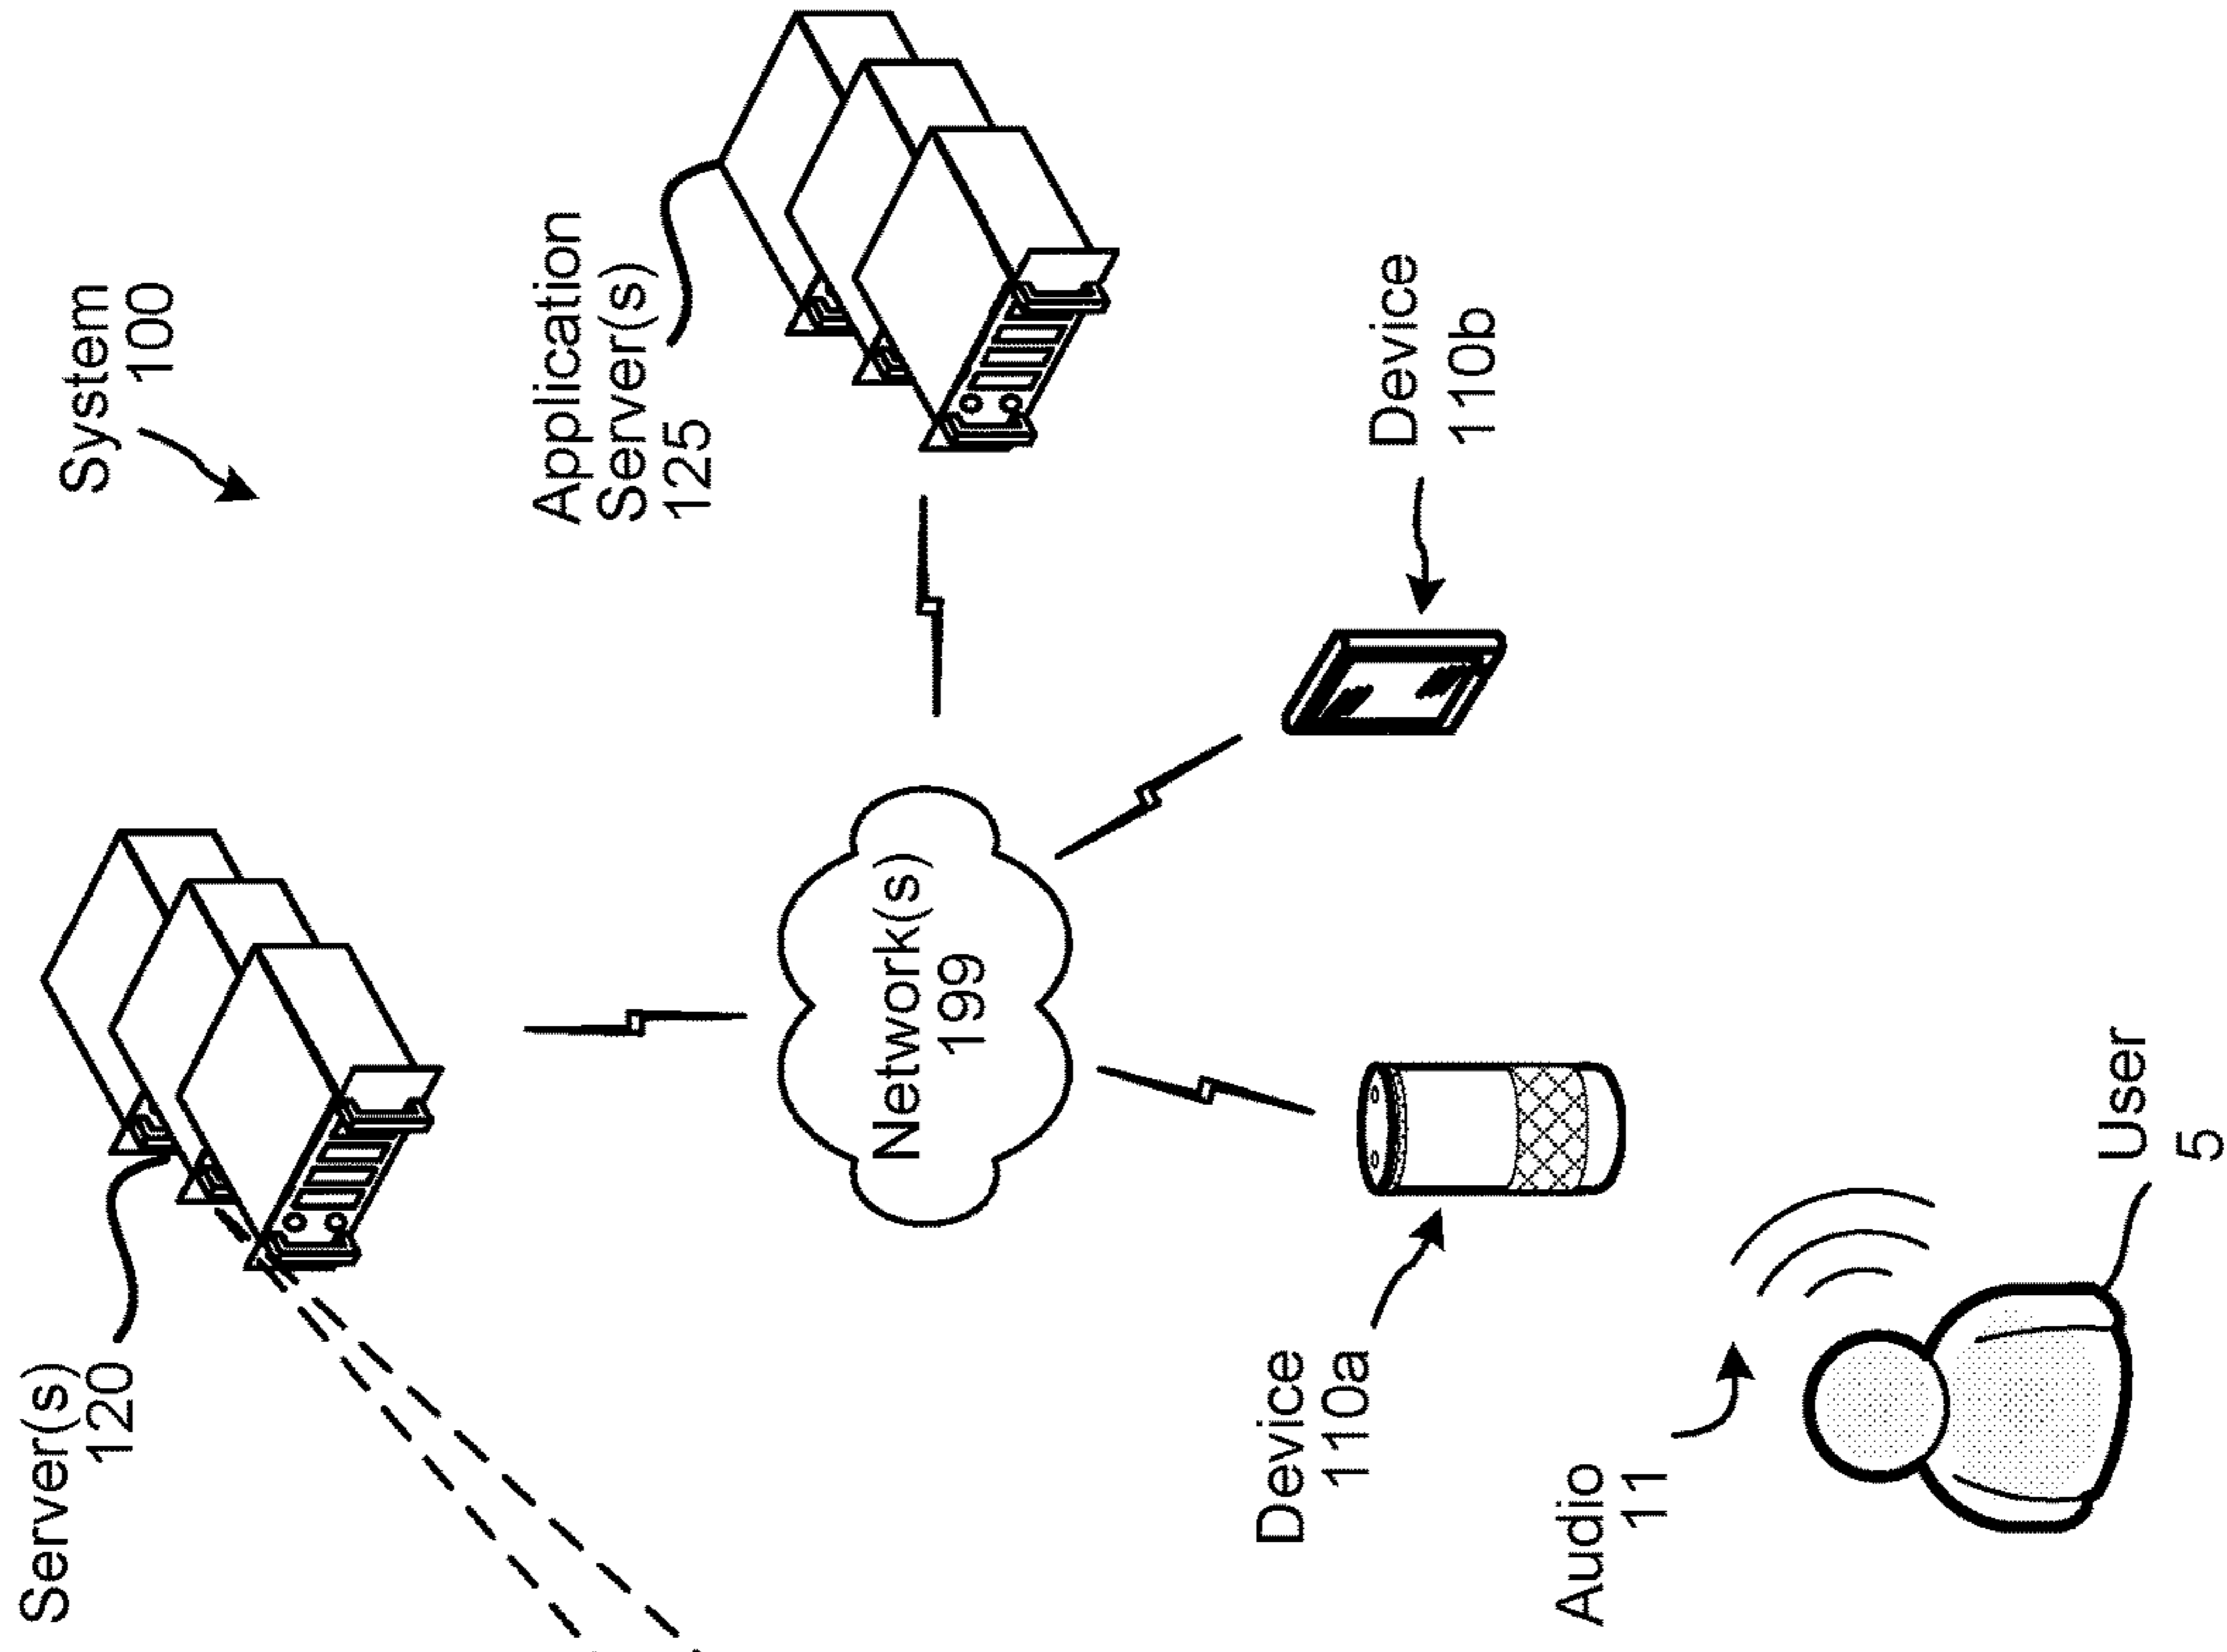 System
100
Server(s)
120
Application
Server(s)
125
Network(s)
199
Device
110b
Device
110a
Audio
11
User
5